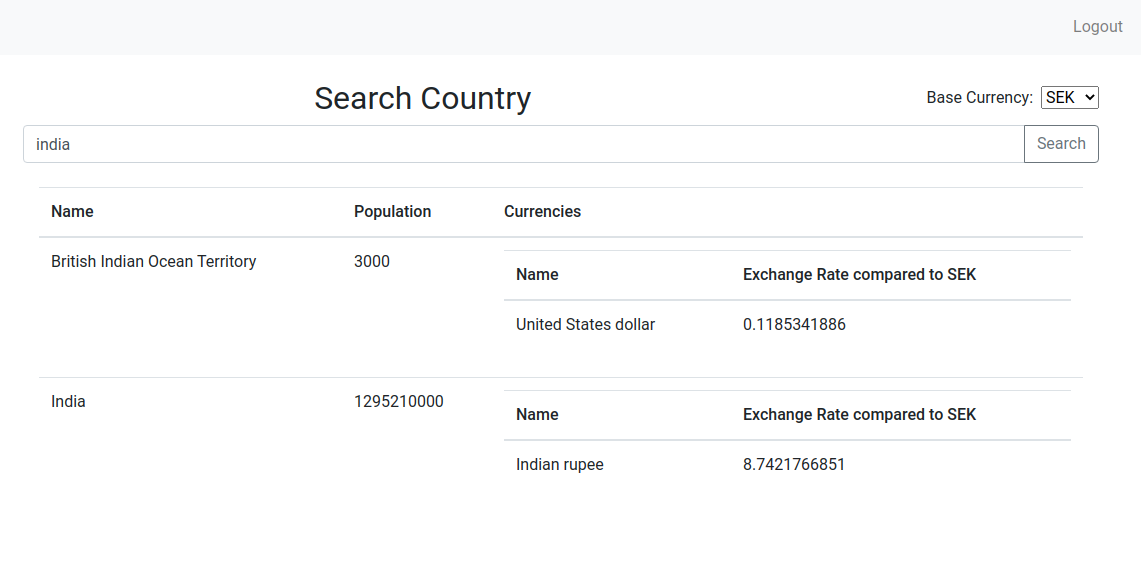 Logout
Search Country
Base Currency: SEK
india Search
Name Population Currencies
British Indian Ocean Territory 3000
Name Exchange Rate compared to SEK
United States dollar 0.1185341886
India 1295210000
Name Exchange Rate compared to SEK
Indian rupee 8.7421766851